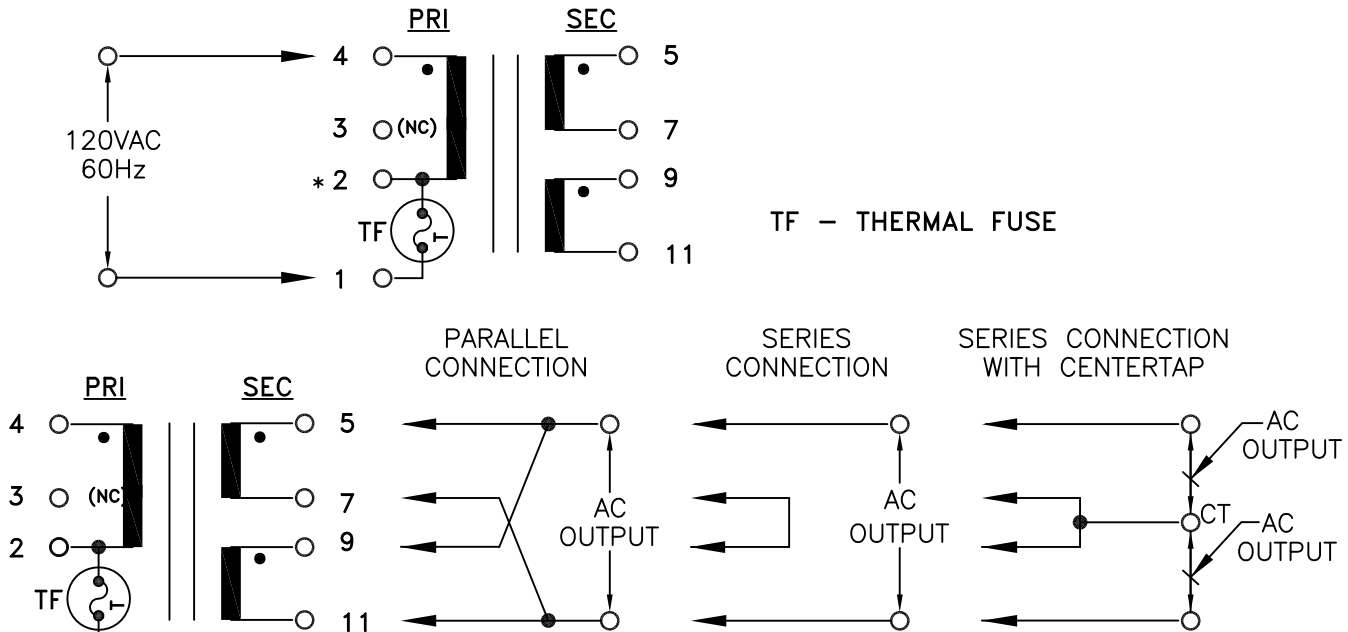 PRI
SEC
4
5
3
(NC)
7
120VAC
60Hz
* 2
9
TF
T
TF - THERMAL FUSE
11
1
PARALLEL
CONNECTION
SERIES
CONNECTION
SERIES CONNECTION
WITH CENTERTAP
PRI
SEC
4
5
AC
OUTPUT
3
(NC)
7
AC
OUTPUT
AC
OUTPUT
CT
AC
OUTPUT
2
9
TF
T
11